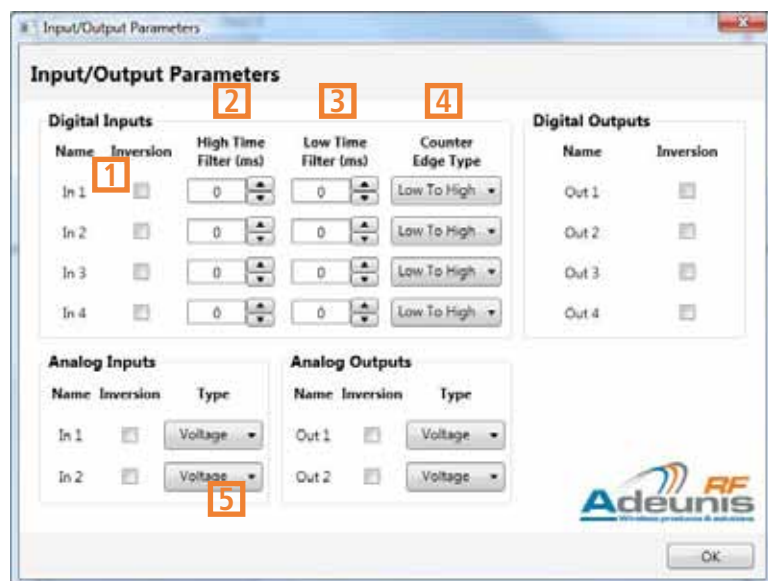 Input/Output Parameters
Input/Output Parameters
2 3 4
Digital Inputs
Digital Outputs
Name Inversion High Time Filter (ms) Low Time Filter (ms) Counter Edge Type
Name Inversion
1
In 1 0 0 Low To High
Out 1
In 2 0 0 Low To High
Out 2
In 3 0 0 Low To High
Out 3
In 4 0 0 Low To High
Out 4
Analog Inputs
Analog Outputs
Name Inversion Type
Name Inversion Type
In 1 Voltage
Out 1 Voltage
In 2 Voltage
Out 2 Voltage
5
Adeunis RF
Wireless products & solutions
OK